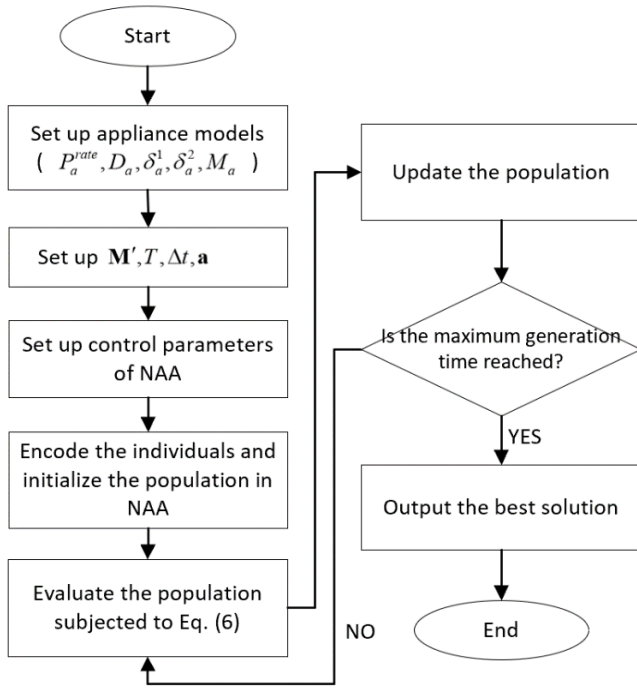 Start
Set up appliance models
( P_a^{rate}, D_a, δ_a^1, δ_a^2, M_a )
Set up M′, T, Δt, a
Set up control parameters
of NAA
Encode the individuals and
initialize the population in
NAA
Evaluate the population
subjected to Eq. (6)
Update the population
Is the maximum generation
time reached?
NO
YES
Output the best solution
End